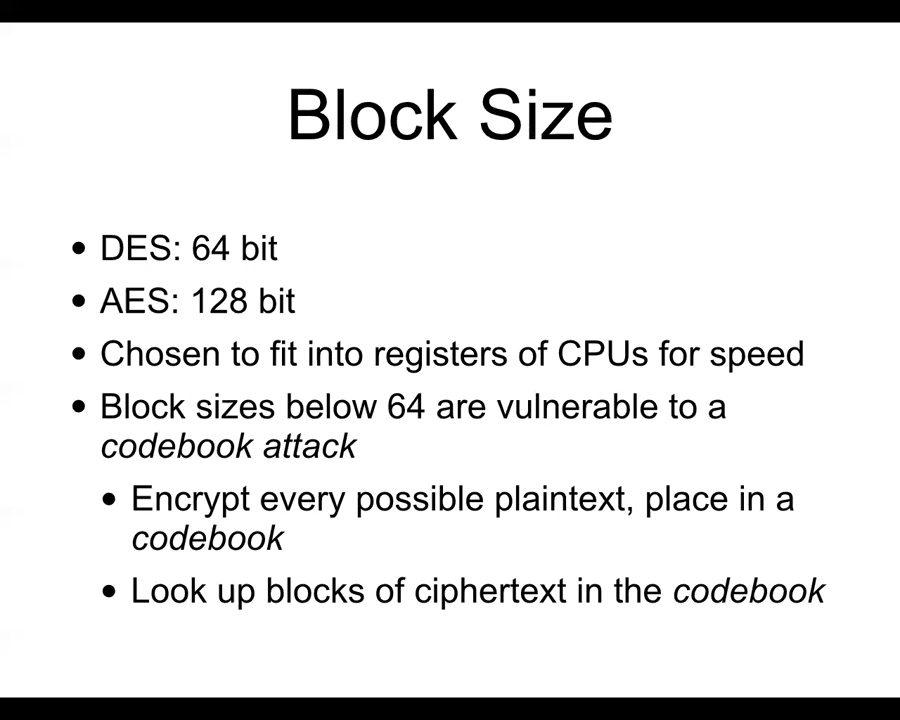 Block Size
• DES: 64 bit
• AES: 128 bit
• Chosen to fit into registers of CPUs for speed
• Block sizes below 64 are vulnerable to a
codebook attack
• Encrypt every possible plaintext, place in a
codebook
• Look up blocks of ciphertext in the codebook